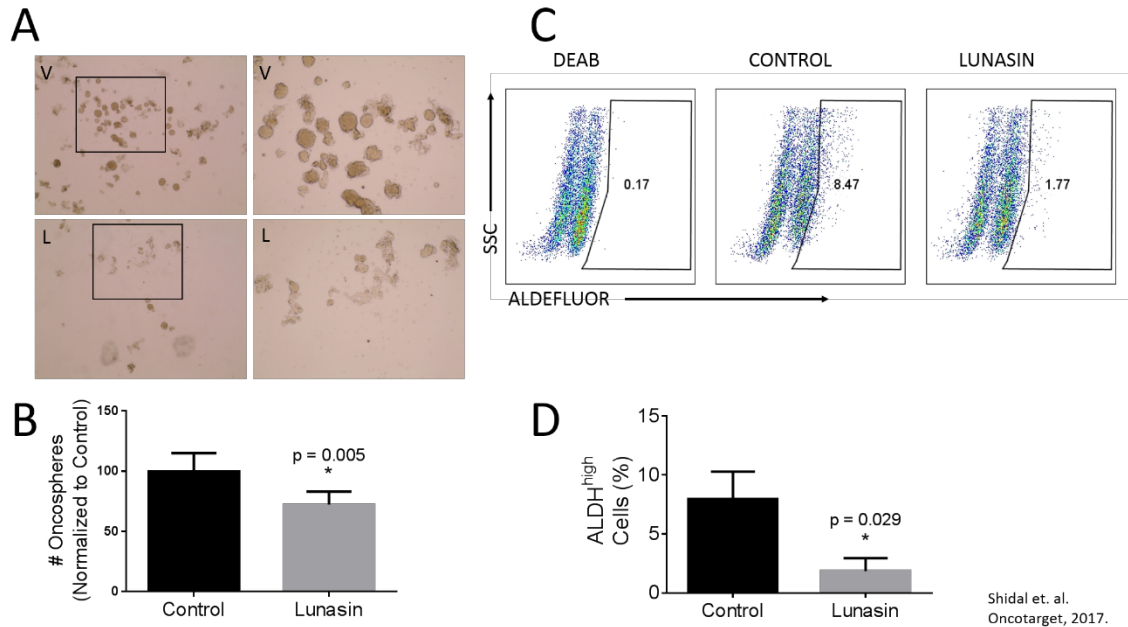 A
V
V
L
L
B
# Oncospheres
(Normalized to Control)
150
100
50
0
p = 0.005
*
Control
Lunasin
C
DEAB
CONTROL
LUNASIN
SSC
0.17
8.47
1.77
ALDEFLUOR
D
ALDHhigh
Cells (%)
15
10
5
0
p = 0.029
*
Control
Lunasin
Shidal et. al.
Oncotarget, 2017.